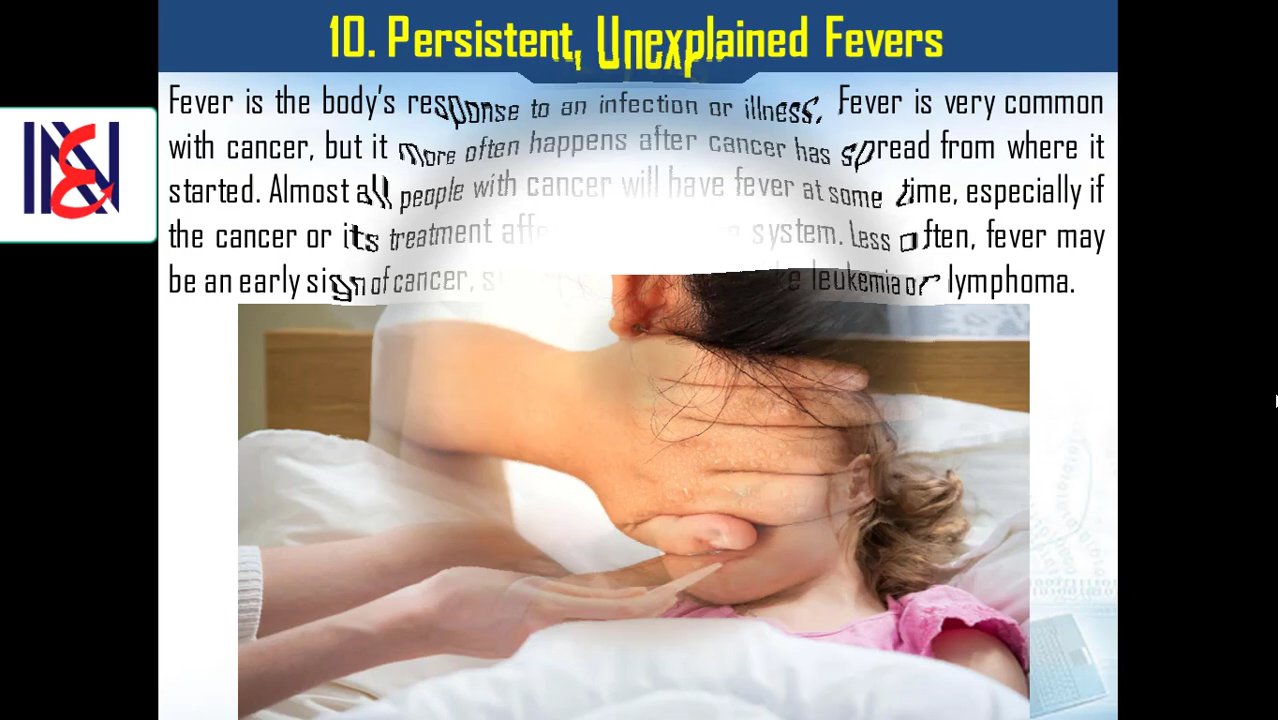 10. Persistent, Unexplained Fevers
Fever is the body's response to an infection or illness. Fever is very common
with cancer, but it more often happens after cancer has spread from where it
started. Almost all people with cancer will have fever at some time, especially if
the cancer or its treatment system. Less often, fever may
be an early sign of cancer, leukemia or lymphoma.